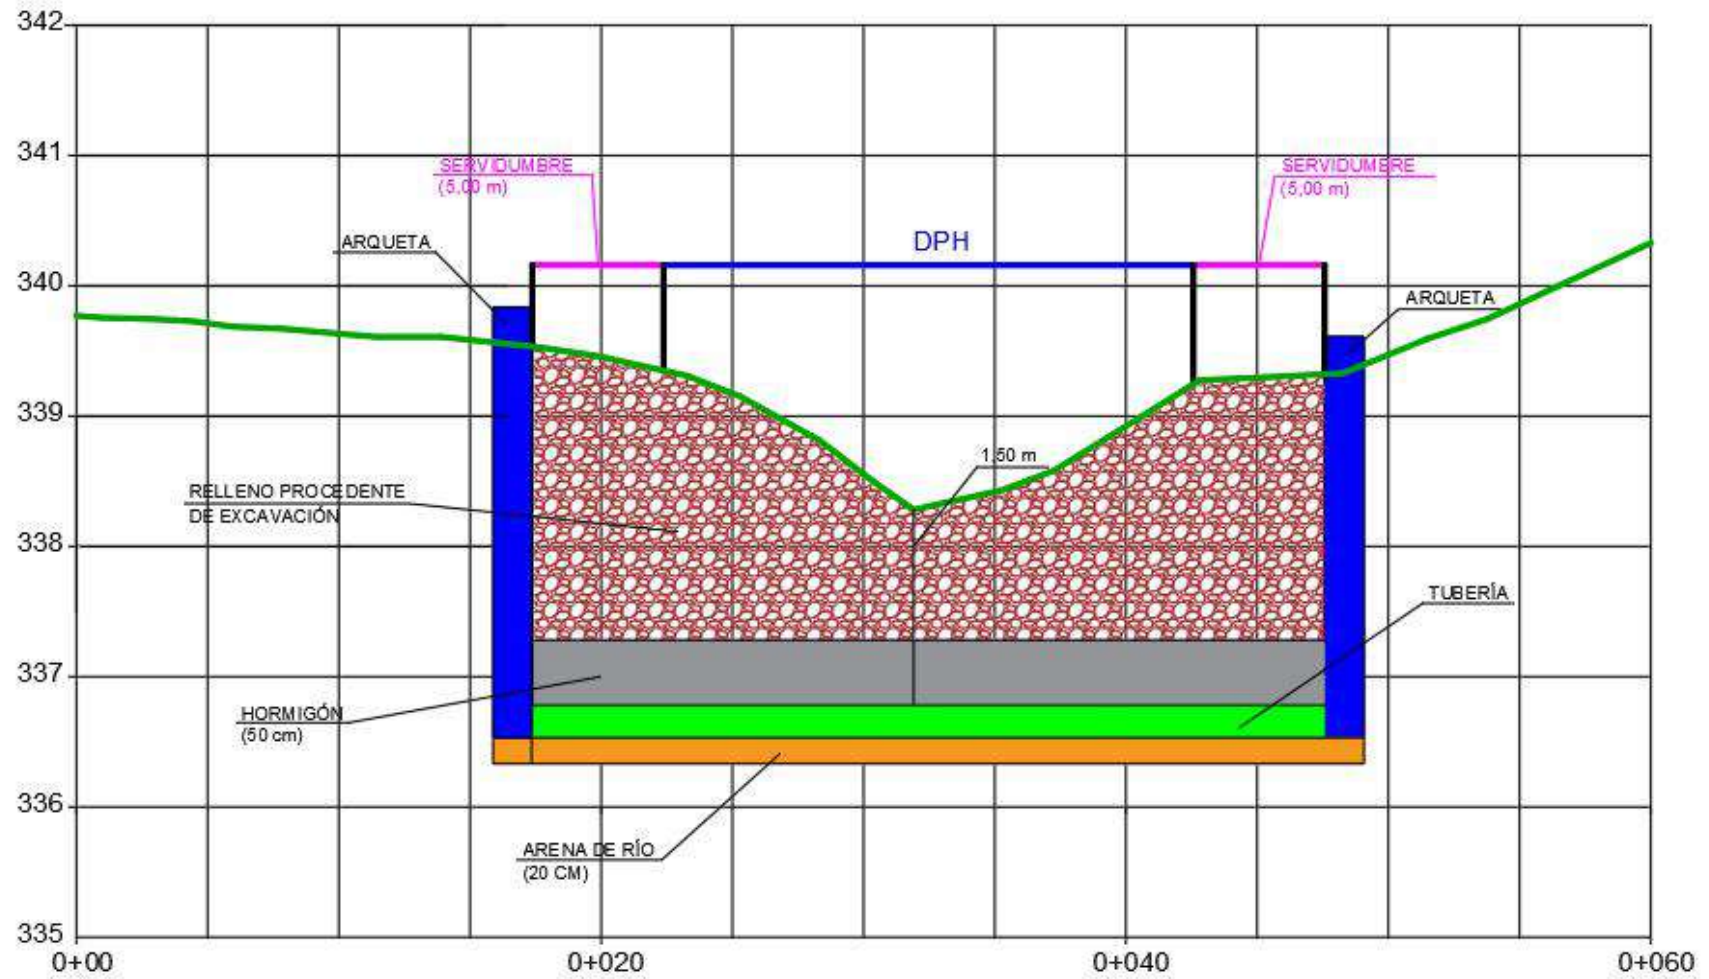 342
341
SERVIDUMBRE
(5,00 m)
SERVIDUMBRE
(5,00 m)
ARQUETA
DPH
340
ARQUETA
339
1,50 m
RELLENO PROCEDENTE
DE EXCAVACIÓN
338
TUBERÍA
337
HORMIGÓN
(50 cm)
336
ARENA DE RÍO
(20 CM)
335
0+00
0+020
0+040
0+060